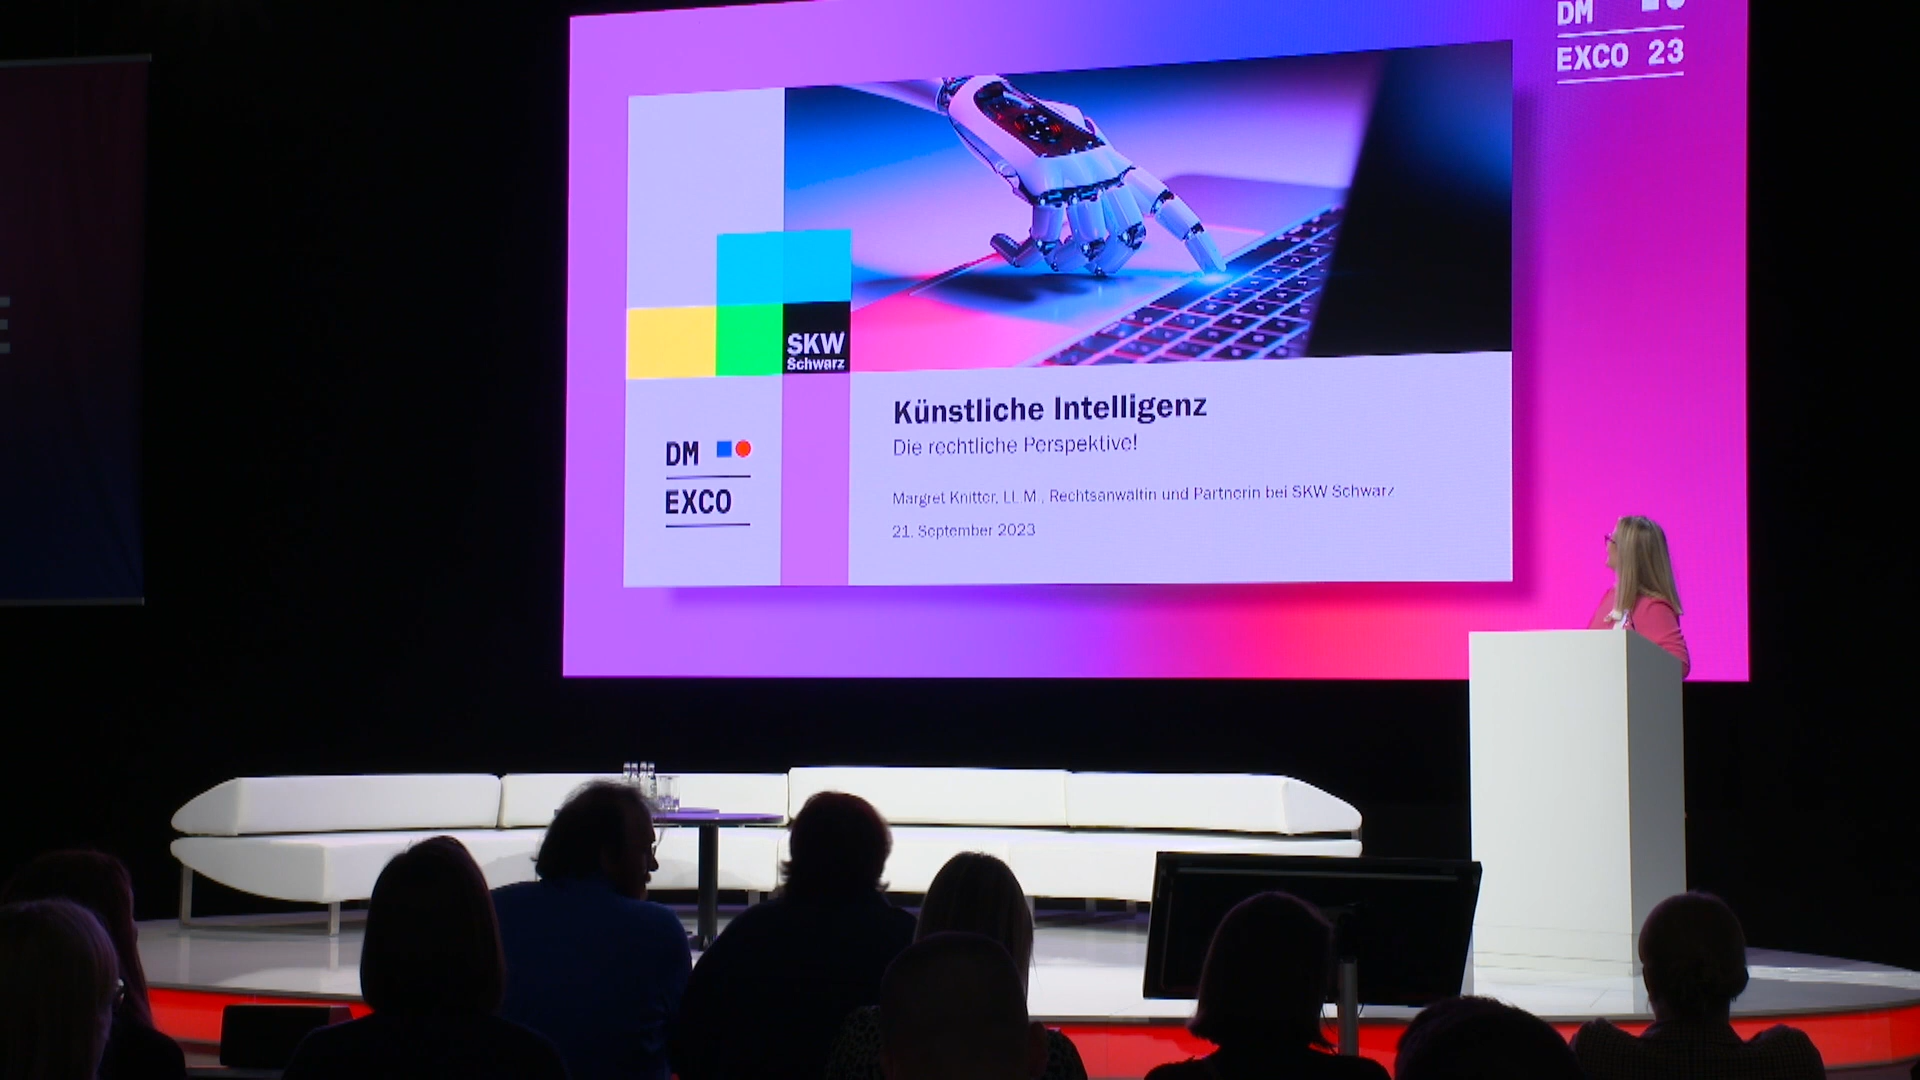 DM
EXCO 23
SKW
Schwarz
Künstliche Intelligenz
Die rechtliche Perspektive!
DM
EXCO
Margret Knitter, LL.M., Rechtsanwältin und Partnerin bei SKW Schwarz
21. September 2023